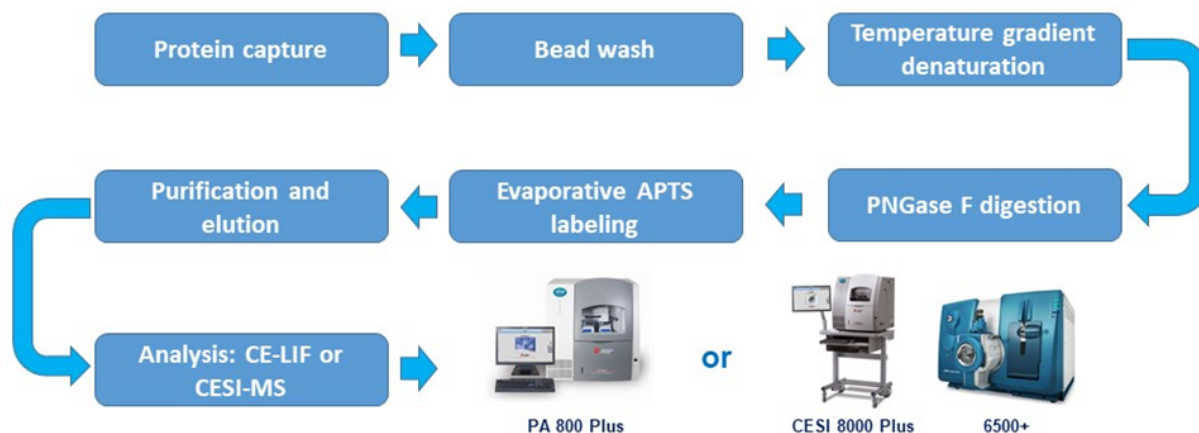 Protein capture
Bead wash
Temperature gradient
denaturation
PNGase F digestion
Evaporative APTS
labeling
Purification and
elution
Analysis: CE-LIF or
CESI-MS
or
PA 800 Plus
CESI 8000 Plus
6500+